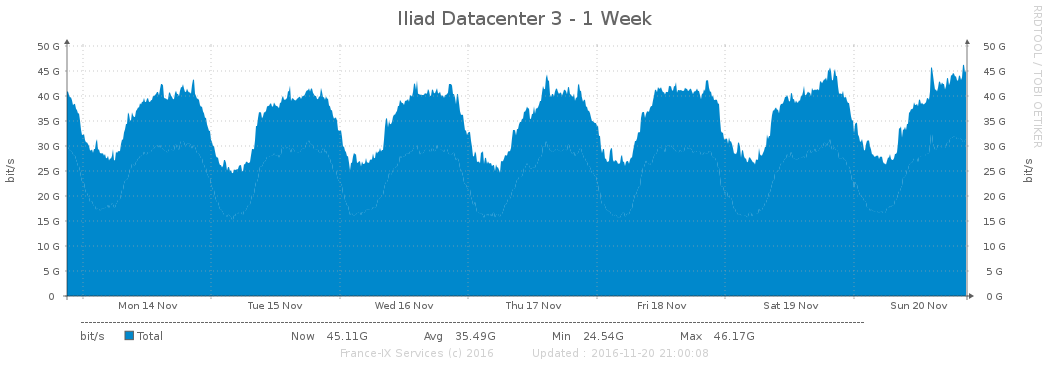 Iliad Datacenter 3 - 1 Week
RRDTOOL / TOBI OETIKER
bit/s
50 G 50 G
45 G 45 G
40 G 40 G
35 G 35 G
30 G 30 G
25 G 25 G
20 G 20 G
15 G 15 G
10 G 10 G
5 G 5 G
0 0 G
bit/s
Mon 14 Nov Tue 15 Nov Wed 16 Nov Thu 17 Nov Fri 18 Nov Sat 19 Nov Sun 20 Nov
bit/s Total Now 45.11G Avg 35.49G Min 24.54G Max 46.17G
France-IX Services (c) 2016 Updated : 2016-11-20 21:00:08